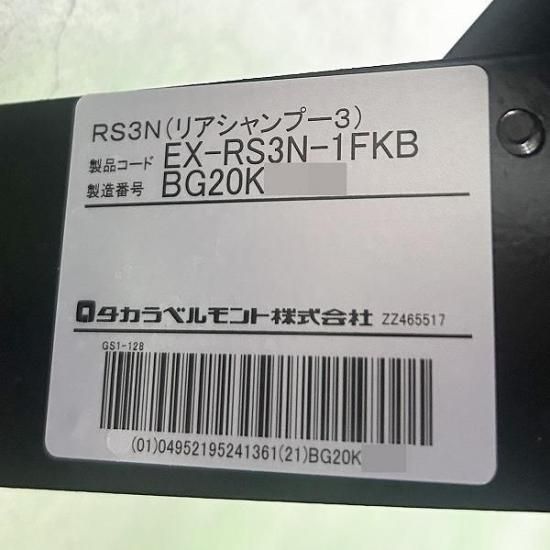 RS3N(リアシャンプー3)
製品コード EX-RS3N-1FKB
製造番号 BG20K
タカラベルモント株式会社 ZZ465517
GS1-128
(01)04952195241361(21)BG20K